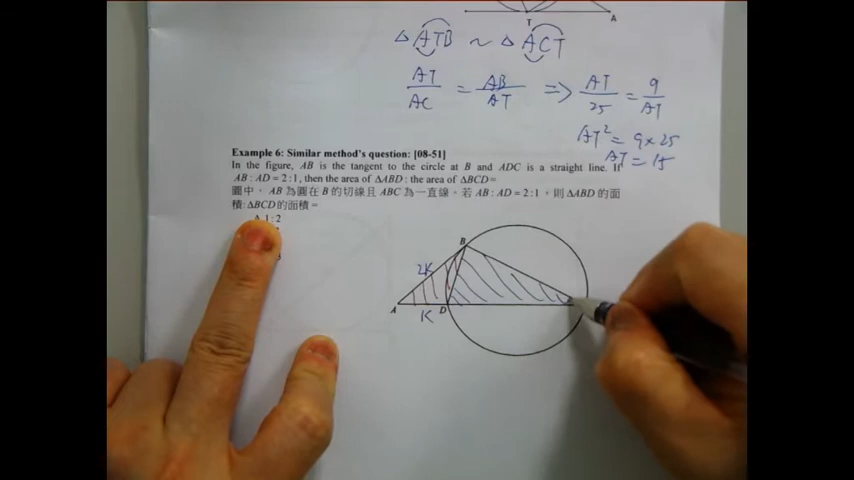 T A
△ATB ~ △ACT
AT/AC = AB/AT => AT/25 = 9/AT
AT² = 9×25
AT = 15
Example 6: Similar method's question: [08-51]
In the figure, AB is the tangent to the circle at B and ADC is a straight line. If
AB : AD = 2 : 1, then the area of ΔABD : the area of ΔBCD =
圖中﹐AB 為圓在 B 的切線且 ABC 為一直線。若 AB : AD = 2 : 1﹐則 ΔABD 的面
積: ΔBCD 的面積 =
A 1 : 2
B
2K
A D
K